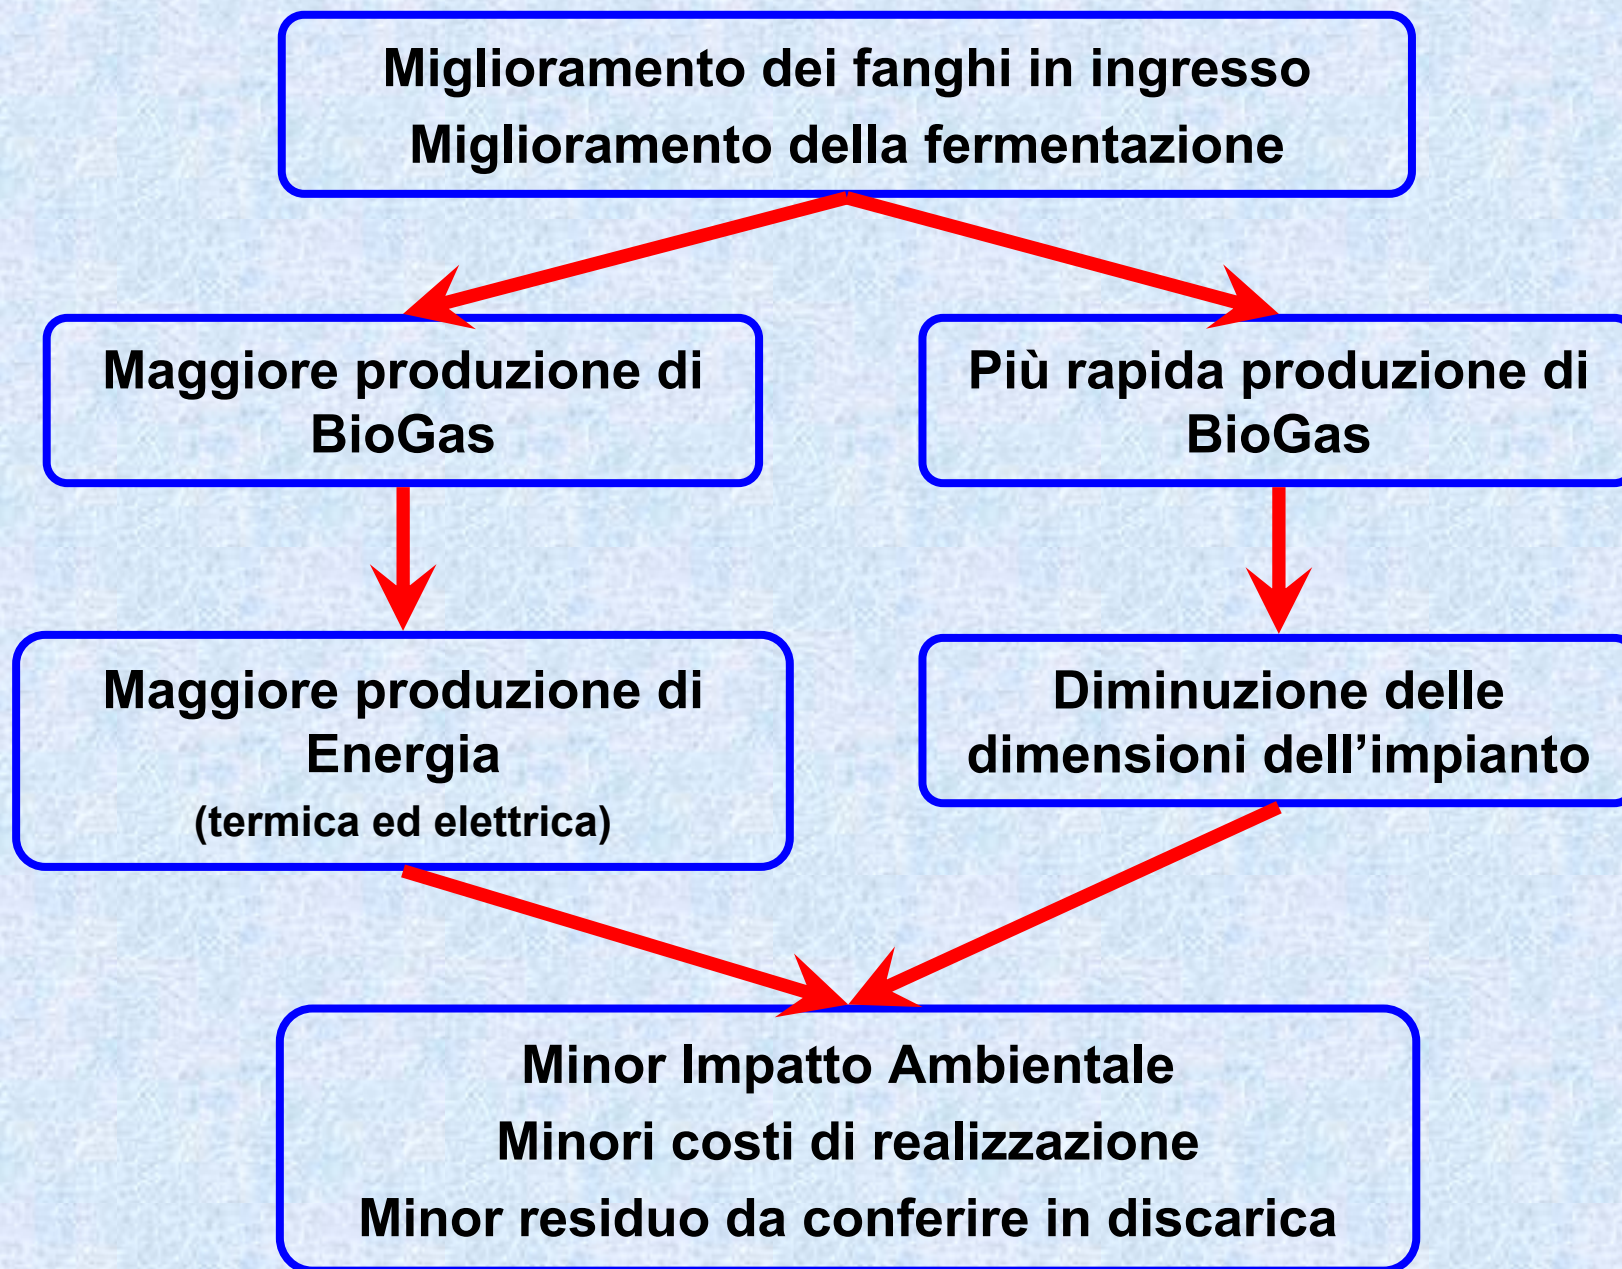 Miglioramento dei fanghi in ingresso
Miglioramento della fermentazione
Maggiore produzione di
BioGas
Più rapida produzione di
BioGas
Maggiore produzione di
Energia
(termica ed elettrica)
Diminuzione delle
dimensioni dell’impianto
Minor Impatto Ambientale
Minori costi di realizzazione
Minor residuo da conferire in discarica